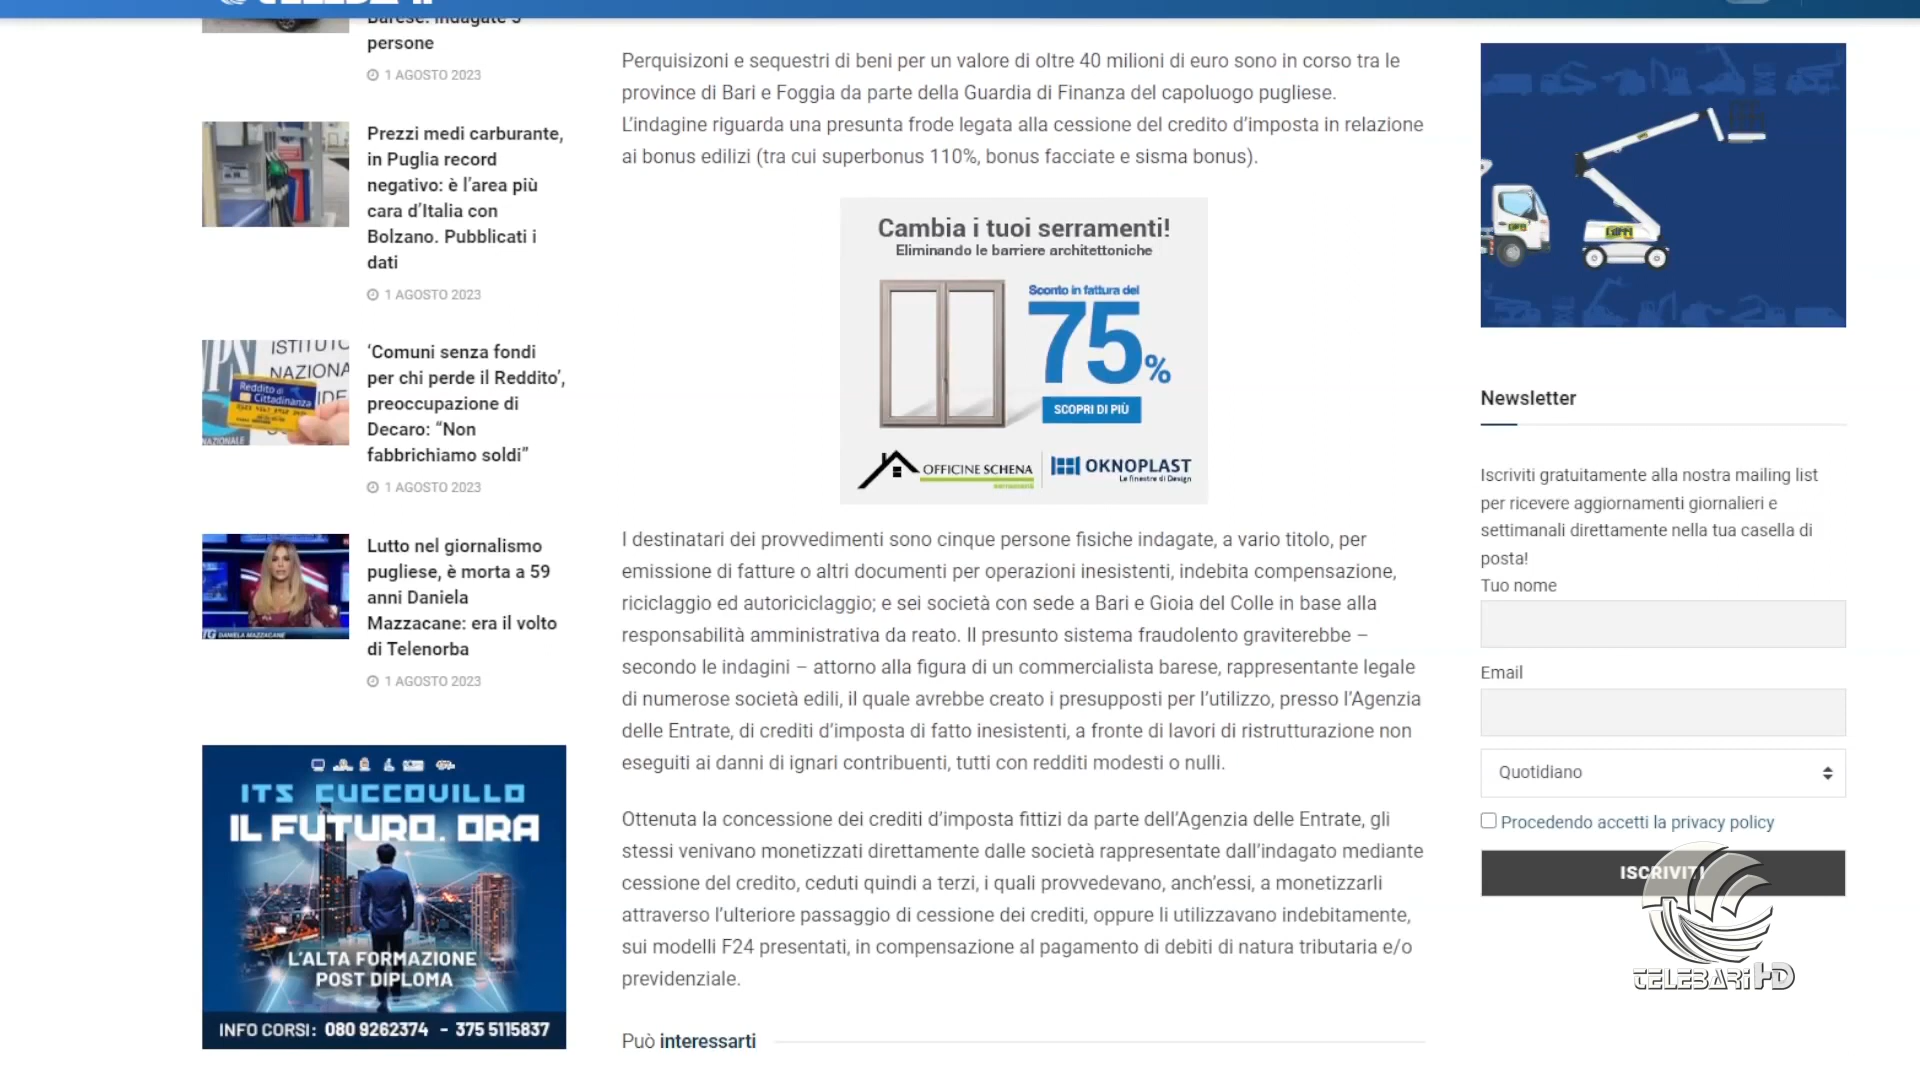 Barese: indagate 5
persone
1 AGOSTO 2023
Prezzi medi carburante,
in Puglia record
negativo: è l’area più
cara d’Italia con
Bolzano. Pubblicati i
dati
1 AGOSTO 2023
ISTITUTO
NAZIONA
Reddito di
Cittadinanza
NAZIONALE
‘Comuni senza fondi
per chi perde il Reddito’,
preoccupazione di
Decaro: “Non
fabbrichiamo soldi”
1 AGOSTO 2023
TG DANIELA MAZZACANE
Lutto nel giornalismo
pugliese, è morta a 59
anni Daniela
Mazzacane: era il volto
di Telenorba
1 AGOSTO 2023
ITS CUCCOVILLO
IL FUTURO. ORA
L’ALTA FORMAZIONE
POST DIPLOMA
INFO CORSI: 080 9262374 - 375 5115837
Perquisizoni e sequestri di beni per un valore di oltre 40 milioni di euro sono in corso tra le
province di Bari e Foggia da parte della Guardia di Finanza del capoluogo pugliese.
L’indagine riguarda una presunta frode legata alla cessione del credito d’imposta in relazione
ai bonus edilizi (tra cui superbonus 110%, bonus facciate e sisma bonus).
Cambia i tuoi serramenti!
Eliminando le barriere architettoniche
Sconto in fattura del
75%
SCOPRI DI PIÙ
OFFICINE SCHENA
serramenti
OKNOPLAST
Le finestre di Design
I destinatari dei provvedimenti sono cinque persone fisiche indagate, a vario titolo, per
emissione di fatture o altri documenti per operazioni inesistenti, indebita compensazione,
riciclaggio ed autoriciclaggio; e sei società con sede a Bari e Gioia del Colle in base alla
responsabilità amministrativa da reato. Il presunto sistema fraudolento graviterebbe –
secondo le indagini – attorno alla figura di un commercialista barese, rappresentante legale
di numerose società edili, il quale avrebbe creato i presupposti per l’utilizzo, presso l’Agenzia
delle Entrate, di crediti d’imposta di fatto inesistenti, a fronte di lavori di ristrutturazione non
eseguiti ai danni di ignari contribuenti, tutti con redditi modesti o nulli.
Ottenuta la concessione dei crediti d’imposta fittizi da parte dell’Agenzia delle Entrate, gli
stessi venivano monetizzati direttamente dalle società rappresentate dall’indagato mediante
cessione del credito, ceduti quindi a terzi, i quali provvedevano, anch’essi, a monetizzarli
attraverso l’ulteriore passaggio di cessione dei crediti, oppure li utilizzavano indebitamente,
sui modelli F24 presentati, in compensazione al pagamento di debiti di natura tributaria e/o
previdenziale.
Può interessarti
Newsletter
Iscriviti gratuitamente alla nostra mailing list
per ricevere aggiornamenti giornalieri e
settimanali direttamente nella tua casella di
posta!
Tuo nome
Email
Quotidiano
Procedendo accetti la privacy policy
ISCRIVITI
TELEBARI HD